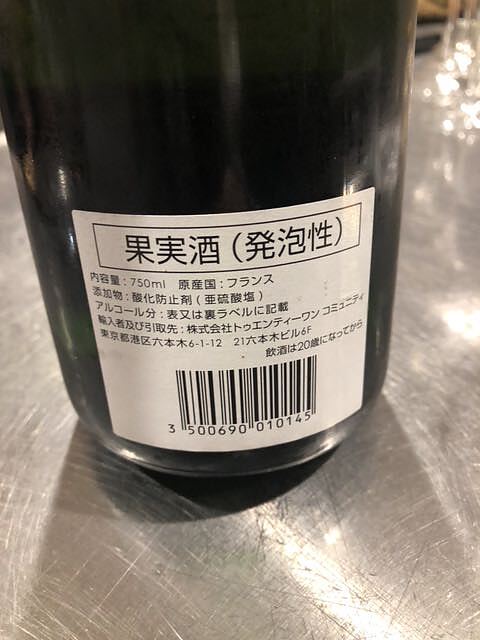 果実酒(発泡性)
内容量:750ml 原産国:フランス
添加物:酸化防止剤(亜硫酸塩)
アルコール分:表又は裏ラベルに記載
輸入者及び引取先:株式会社トゥエンティーワン コミュニティ
東京都港区六本木6-1-12 21六本木ビル6F
飲酒は20歳になってから
3 500690 010145